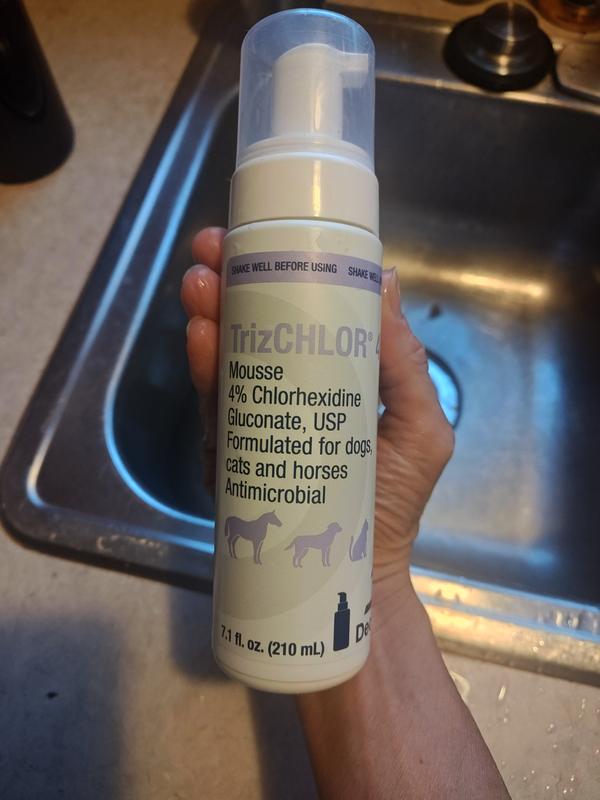 SHAKE WELL BEFORE USING SHAKE WELL
TrizCHLOR®
Mousse
4% Chlorhexidine
Gluconate, USP
Formulated for dogs,
cats and horses
Antimicrobial
7.1 fl. oz. (210 mL)